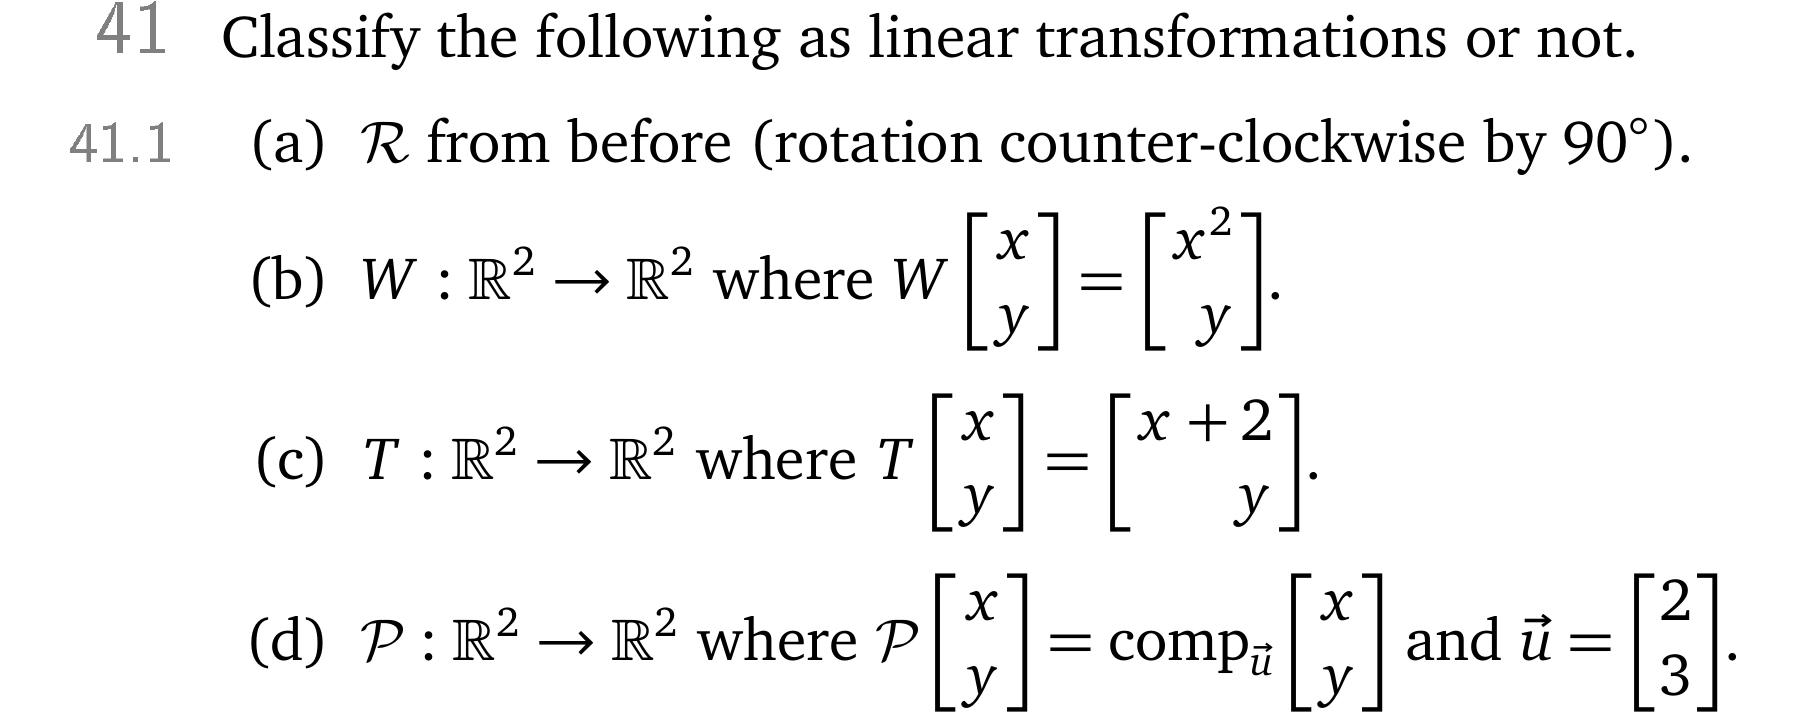 41 Classify the following as linear transformations or not.
41.1 (a) ℛ from before (rotation counter-clockwise by 90°).
(b) W : ℝ² → ℝ² where W [x y] = [x² y].
(c) T : ℝ² → ℝ² where T [x y] = [x + 2 y].
(d) 𝒫 : ℝ² → ℝ² where 𝒫 [x y] = comp_u⃗ [x y] and u⃗ = [2 3].